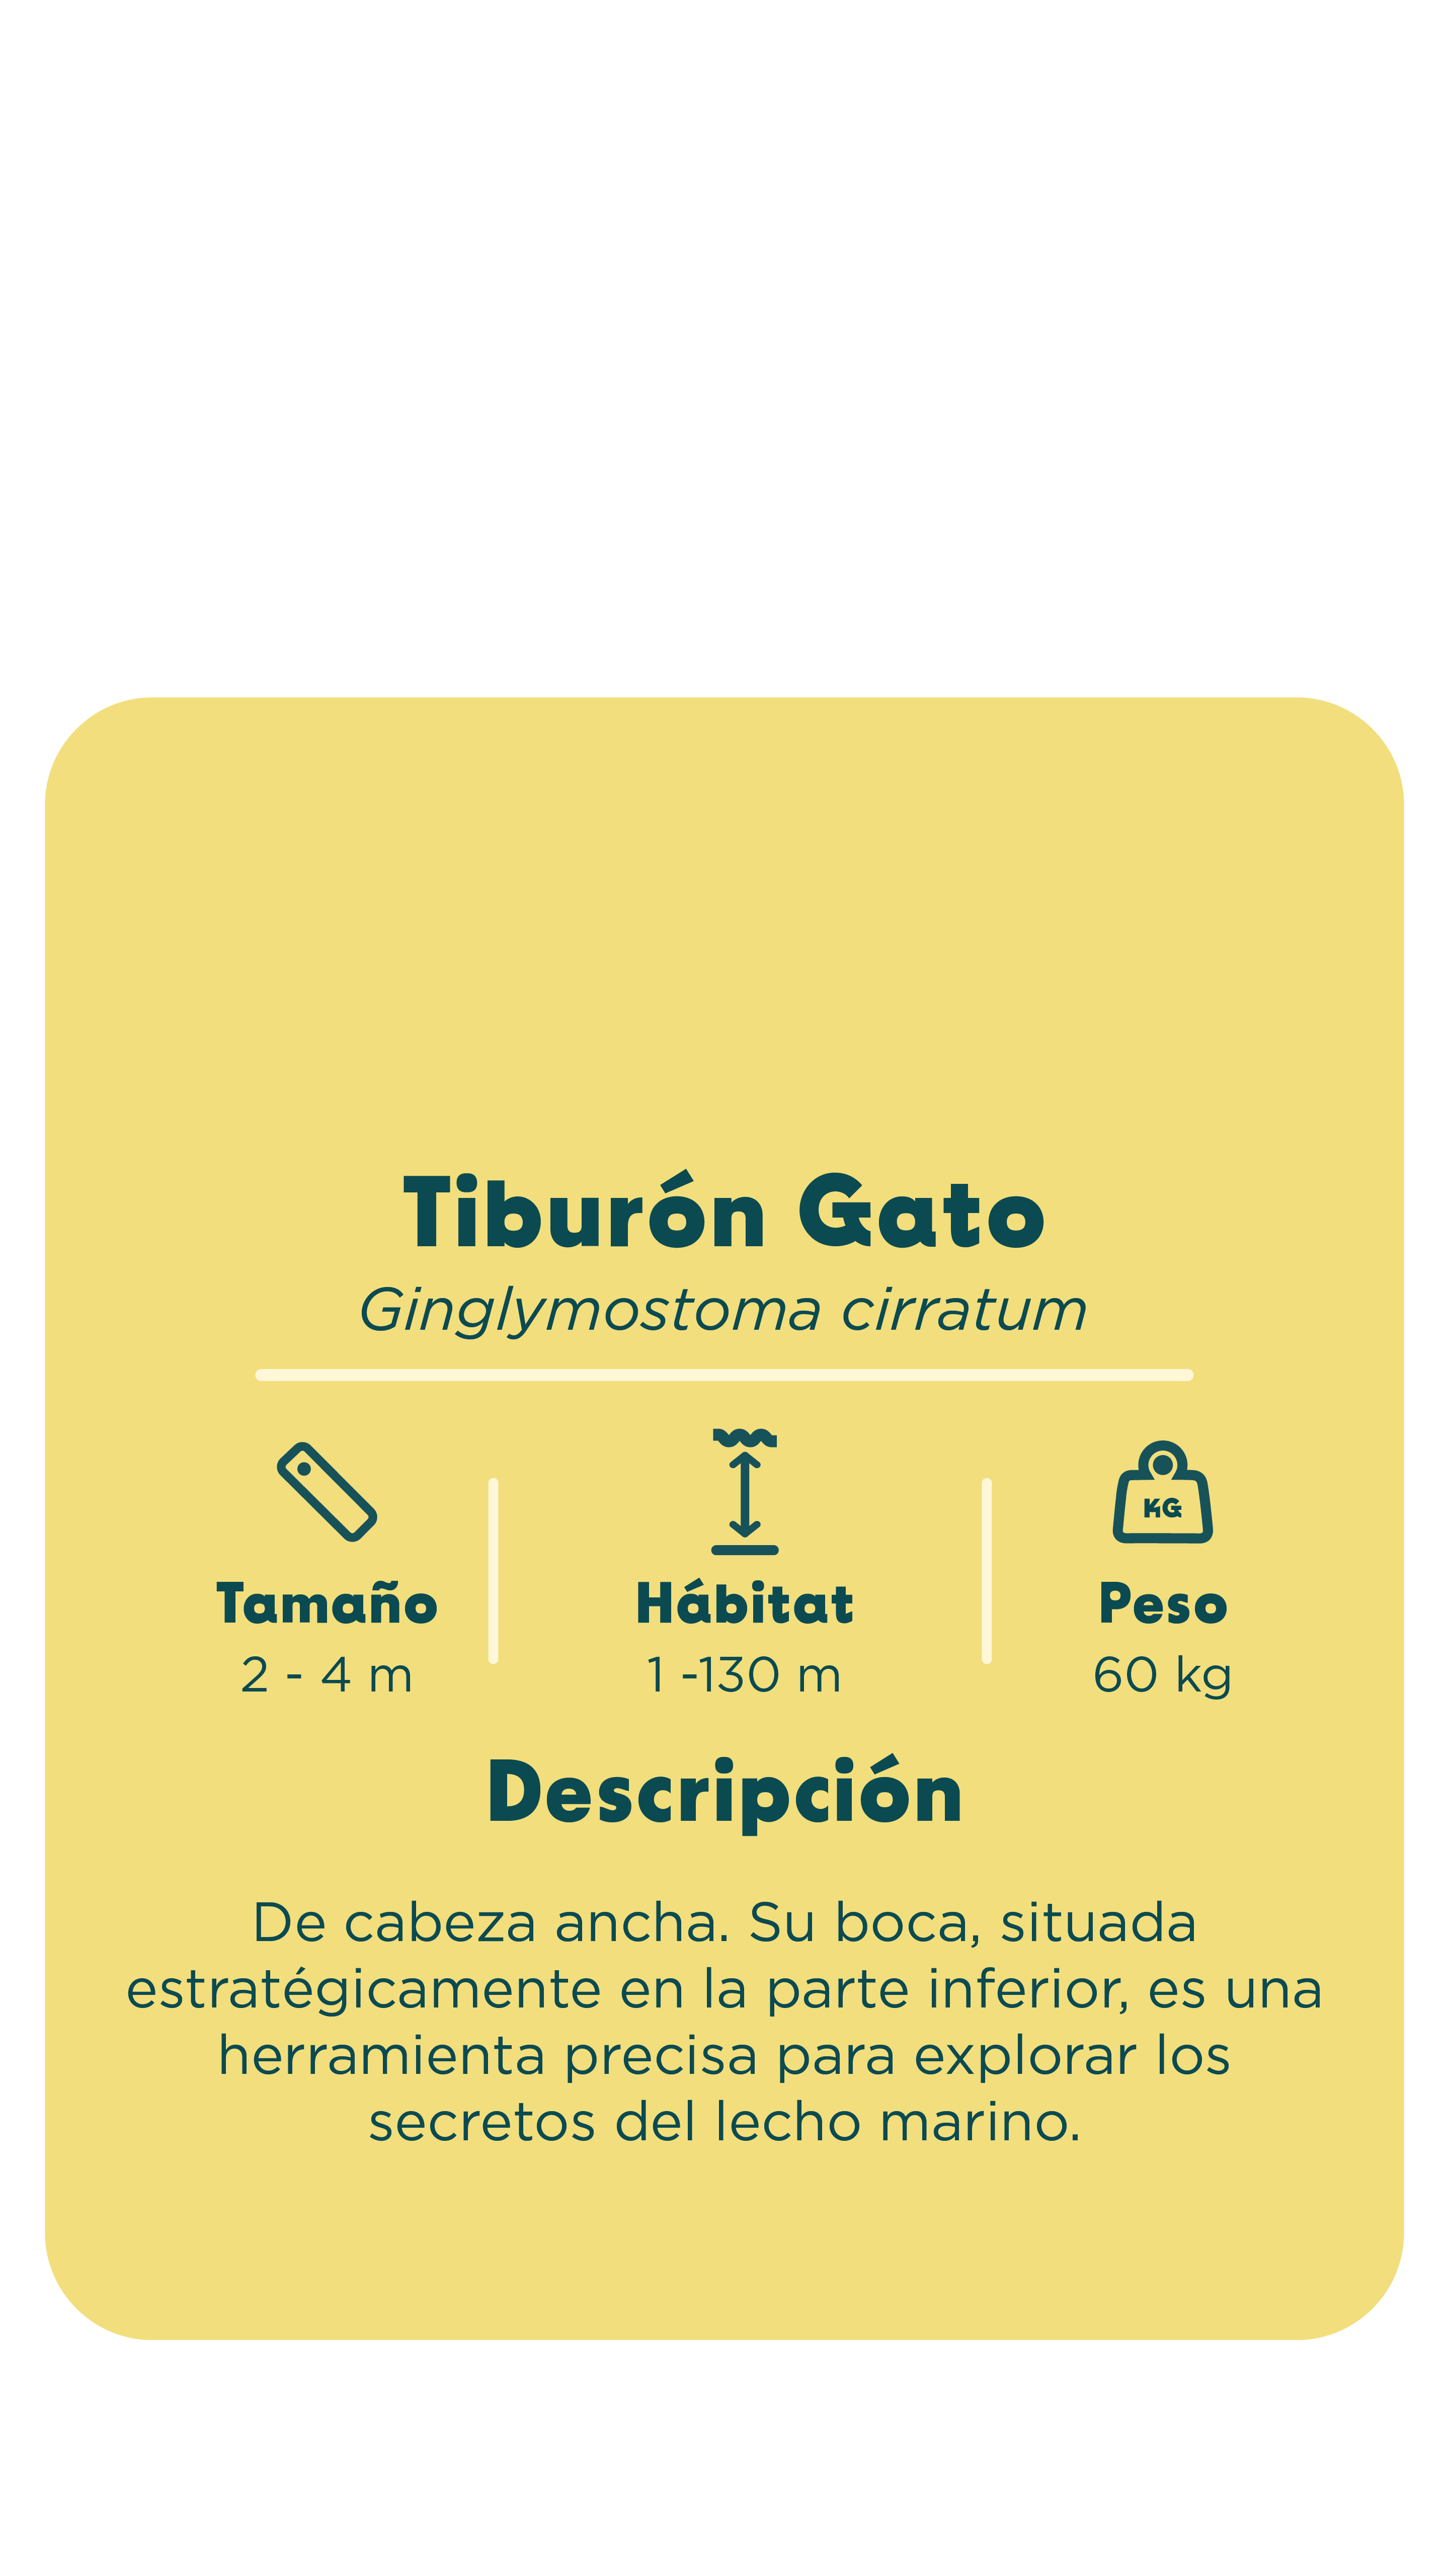 Tiburón Gato
Ginglymostoma cirratum
KG
Tamaño
2 - 4 m
Hábitat
1 -130 m
Peso
60 kg
Descripción
De cabeza ancha. Su boca, situada
estratégicamente en la parte inferior, es una
herramienta precisa para explorar los
secretos del lecho marino.